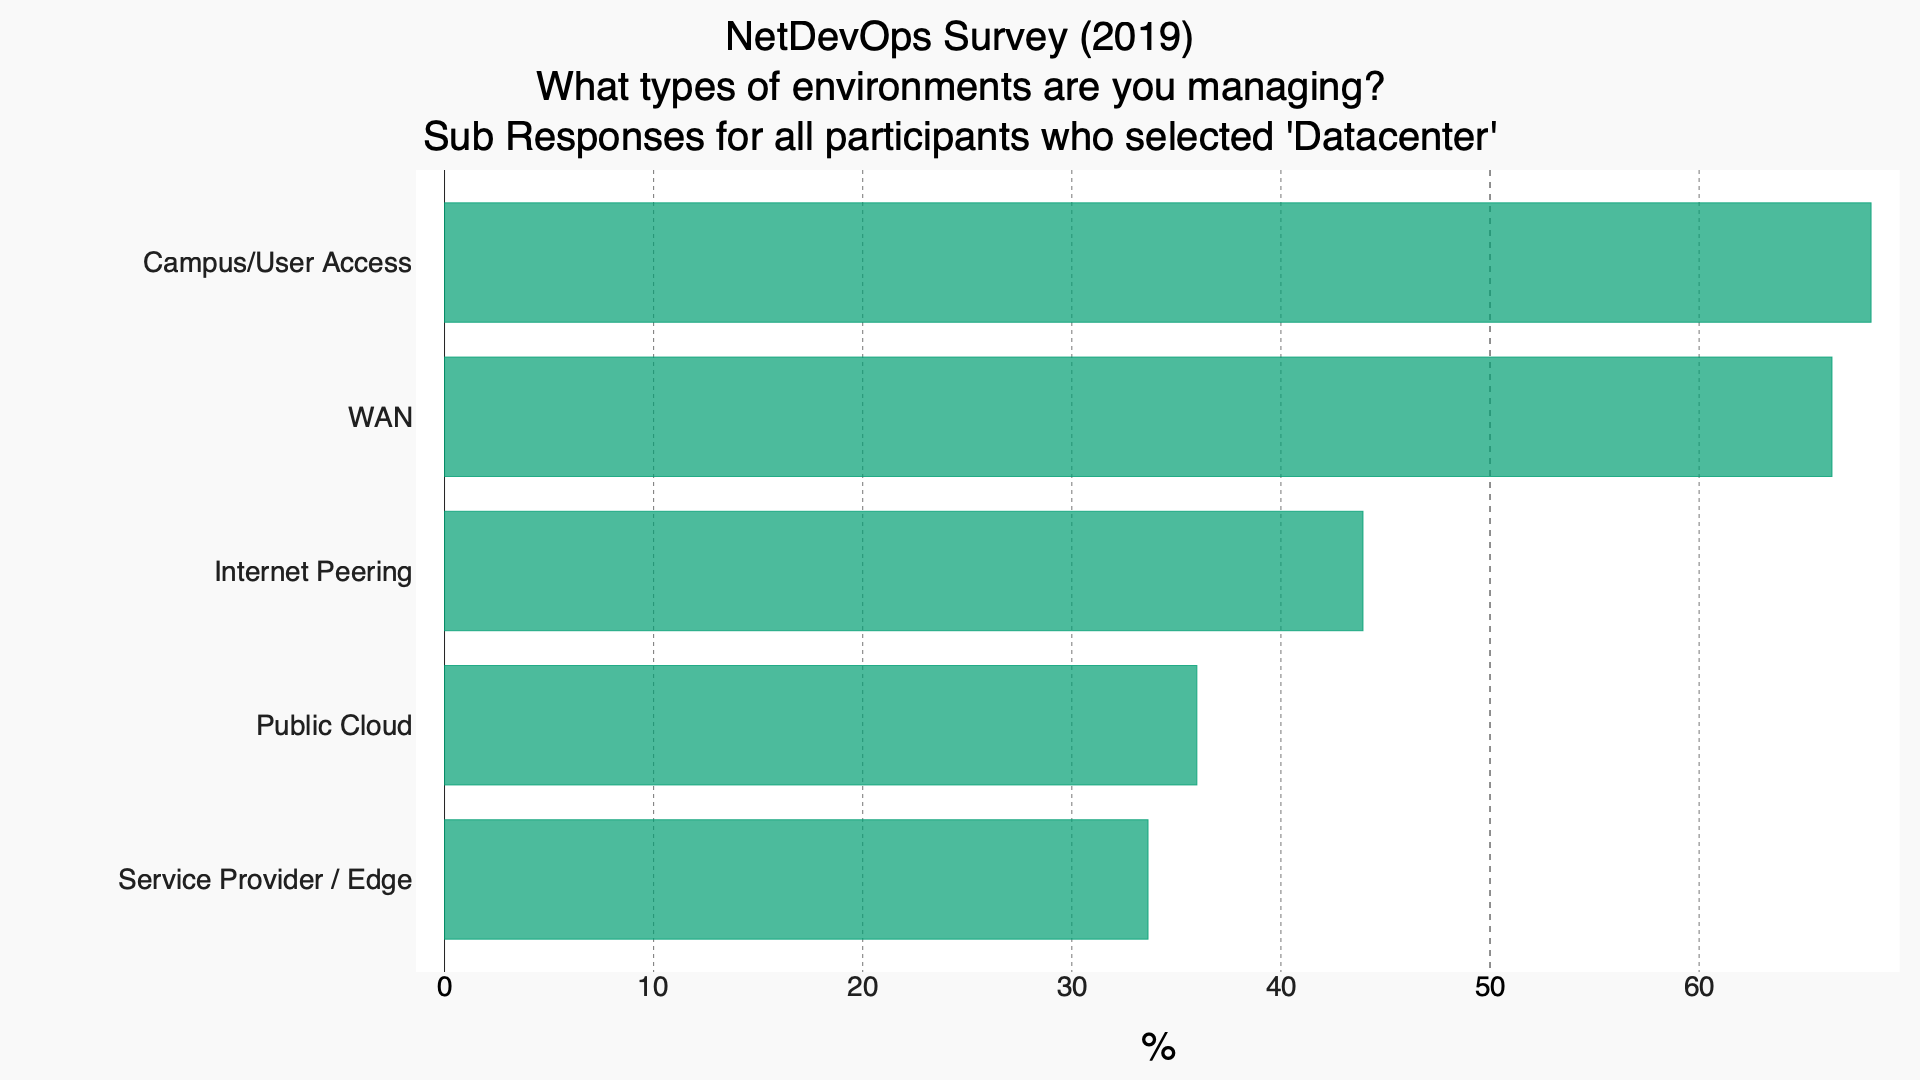 NetDevOps Survey (2019)
What types of environments are you managing?
Sub Responses for all participants who selected 'Datacenter'
Campus/User Access
WAN
Internet Peering
Public Cloud
Service Provider / Edge
0 10 20 30 40 50 60
%